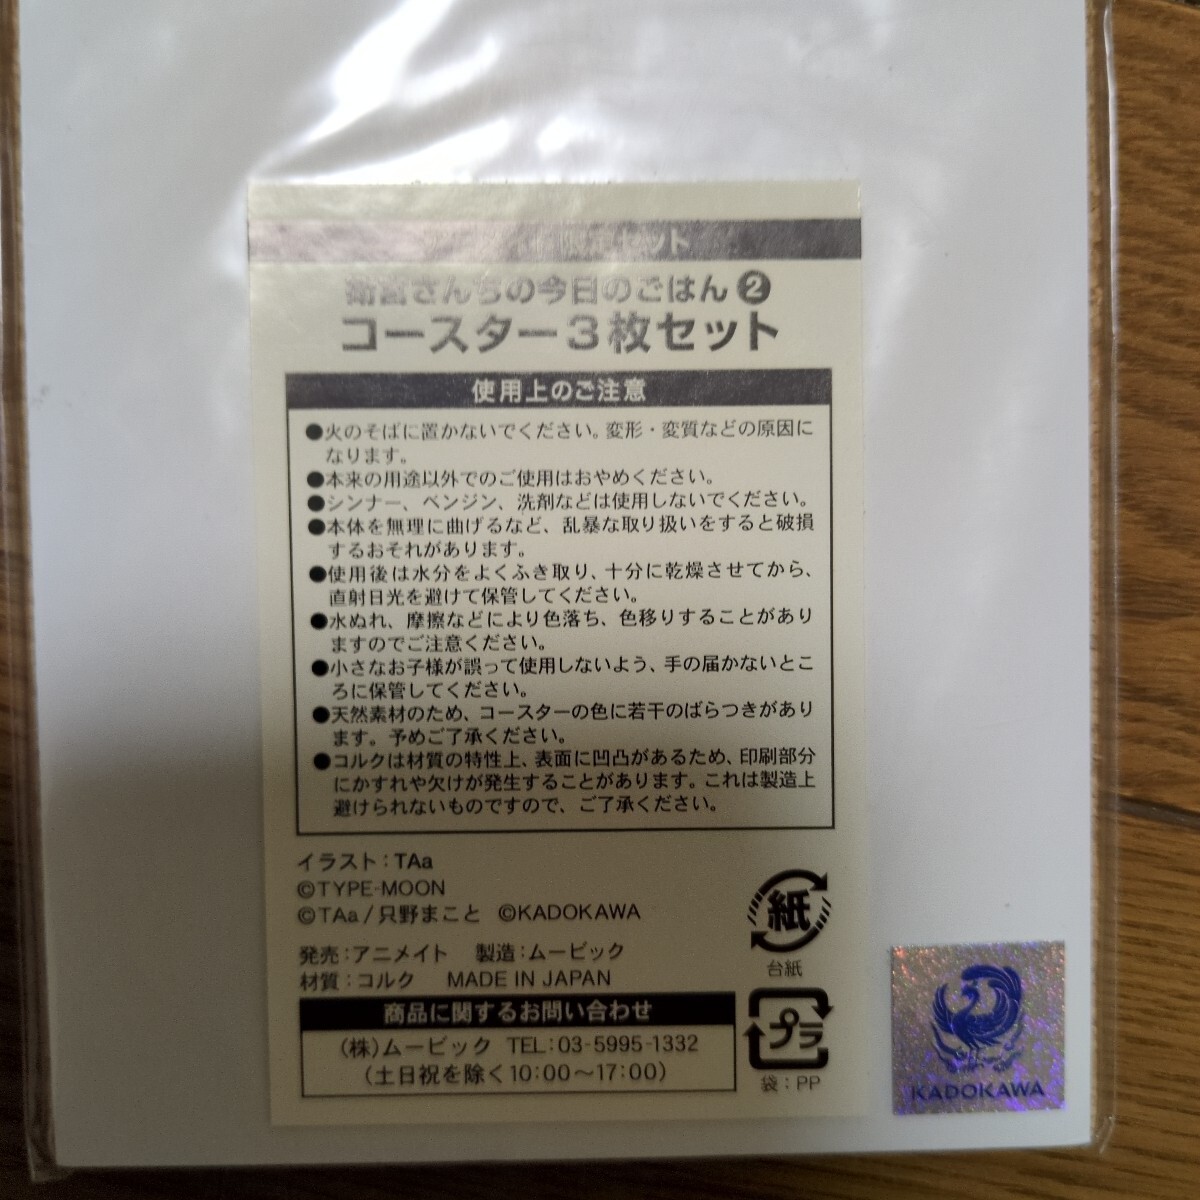 限定セット
衛宮さんちの今日のごはん 2
コースター3枚セット
使用上のご注意
●火のそばに置かないでください。変形・変質などの原因に
なります。
●本来の用途以外でのご使用はおやめください。
●シンナー、ベンジン、洗剤などは使用しないでください。
●本体を無理に曲げるなど、乱暴な取り扱いをすると破損
するおそれがあります。
●使用後は水分をよくふき取り、十分に乾燥させてから、
直射日光を避けて保管してください。
●水ぬれ、摩擦などにより色落ち、色移りすることがあり
ますのでご注意ください。
●小さなお子様が誤って使用しないよう、手の届かないとこ
ろに保管してください。
●天然素材のため、コースターの色に若干のばらつきがあり
ます。予めご了承ください。
●コルクは材質の特性上、表面に凹凸があるため、印刷部分
にかすれや欠けが発生することがあります。これは製造上
避けられないものですので、ご了承ください。
イラスト：TAa
©TYPE-MOON
©TAa/只野まこと ©KADOKAWA
発売：アニメイト 製造：ムービック
材質：コルク MADE IN JAPAN
商品に関するお問い合わせ
(株)ムービック TEL：03-5995-1332
(土日祝を除く10：00～17：00)
紙
台紙
プラ
袋：PP
KADOKAWA